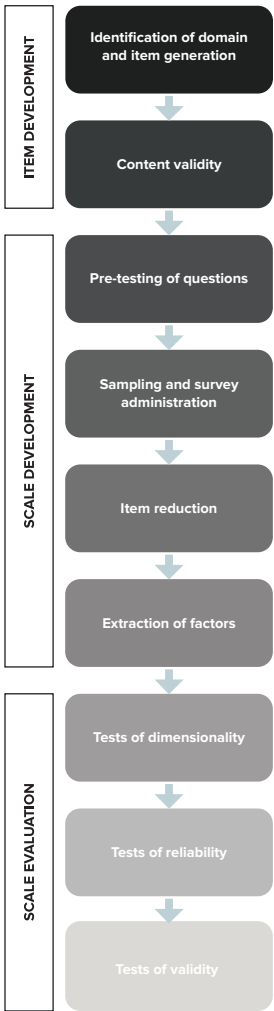 ITEM DEVELOPMENT
Identification of domain
and item generation
Content validity
SCALE DEVELOPMENT
Pre-testing of questions
Sampling and survey
administration
Item reduction
Extraction of factors
SCALE EVALUATION
Tests of dimensionality
Tests of reliability
Tests of validity